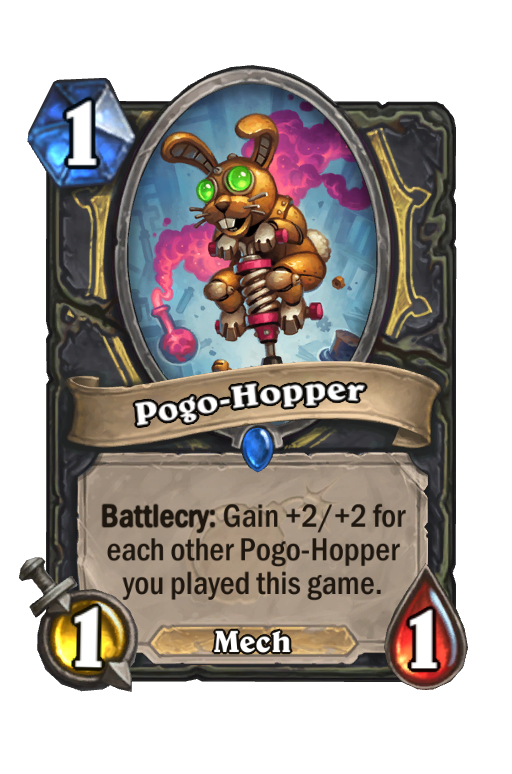 1
Pogo-Hopper
Battlecry: Gain +2/+2 for
each other Pogo-Hopper
you played this game.
1
Mech
1